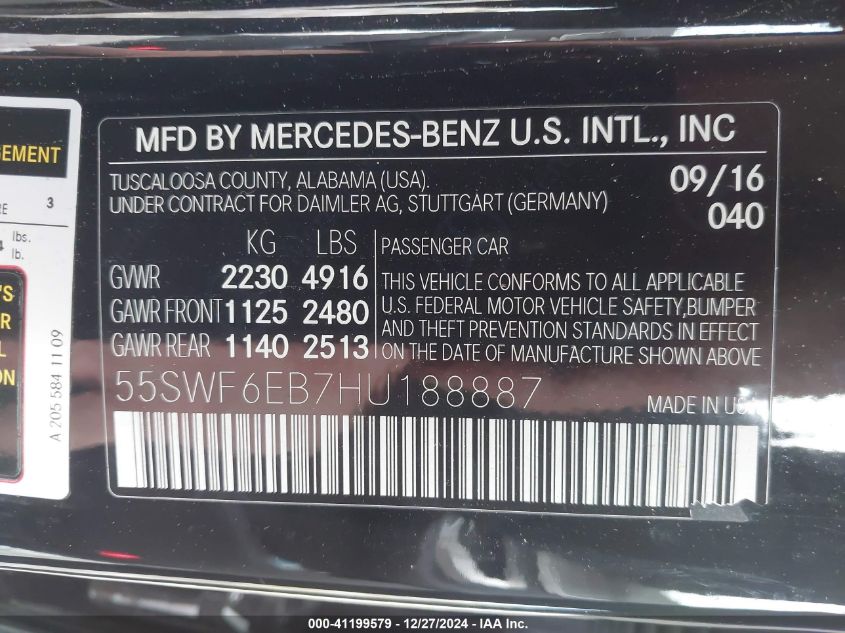 MFD BY MERCEDES-BENZ U.S. INTL., INC
TUSCALOOSA COUNTY, ALABAMA (USA).
UNDER CONTRACT FOR DAIMLER AG, STUTTGART (GERMANY)
09/16
040
KG LBS
GVWR 2230 4916
GAWR FRONT 1125 2480
GAWR REAR 1140 2513
PASSENGER CAR
THIS VEHICLE CONFORMS TO ALL APPLICABLE
U.S. FEDERAL MOTOR VEHICLE SAFETY,BUMPER
AND THEFT PREVENTION STANDARDS IN EFFECT
ON THE DATE OF MANUFACTURE SHOWN ABOVE
55SWF6EB7HU188887
MADE IN
3
lbs.
lb.
A 205 584 11 09
000-41199579 — 12/27/2024 — IAA Inc.